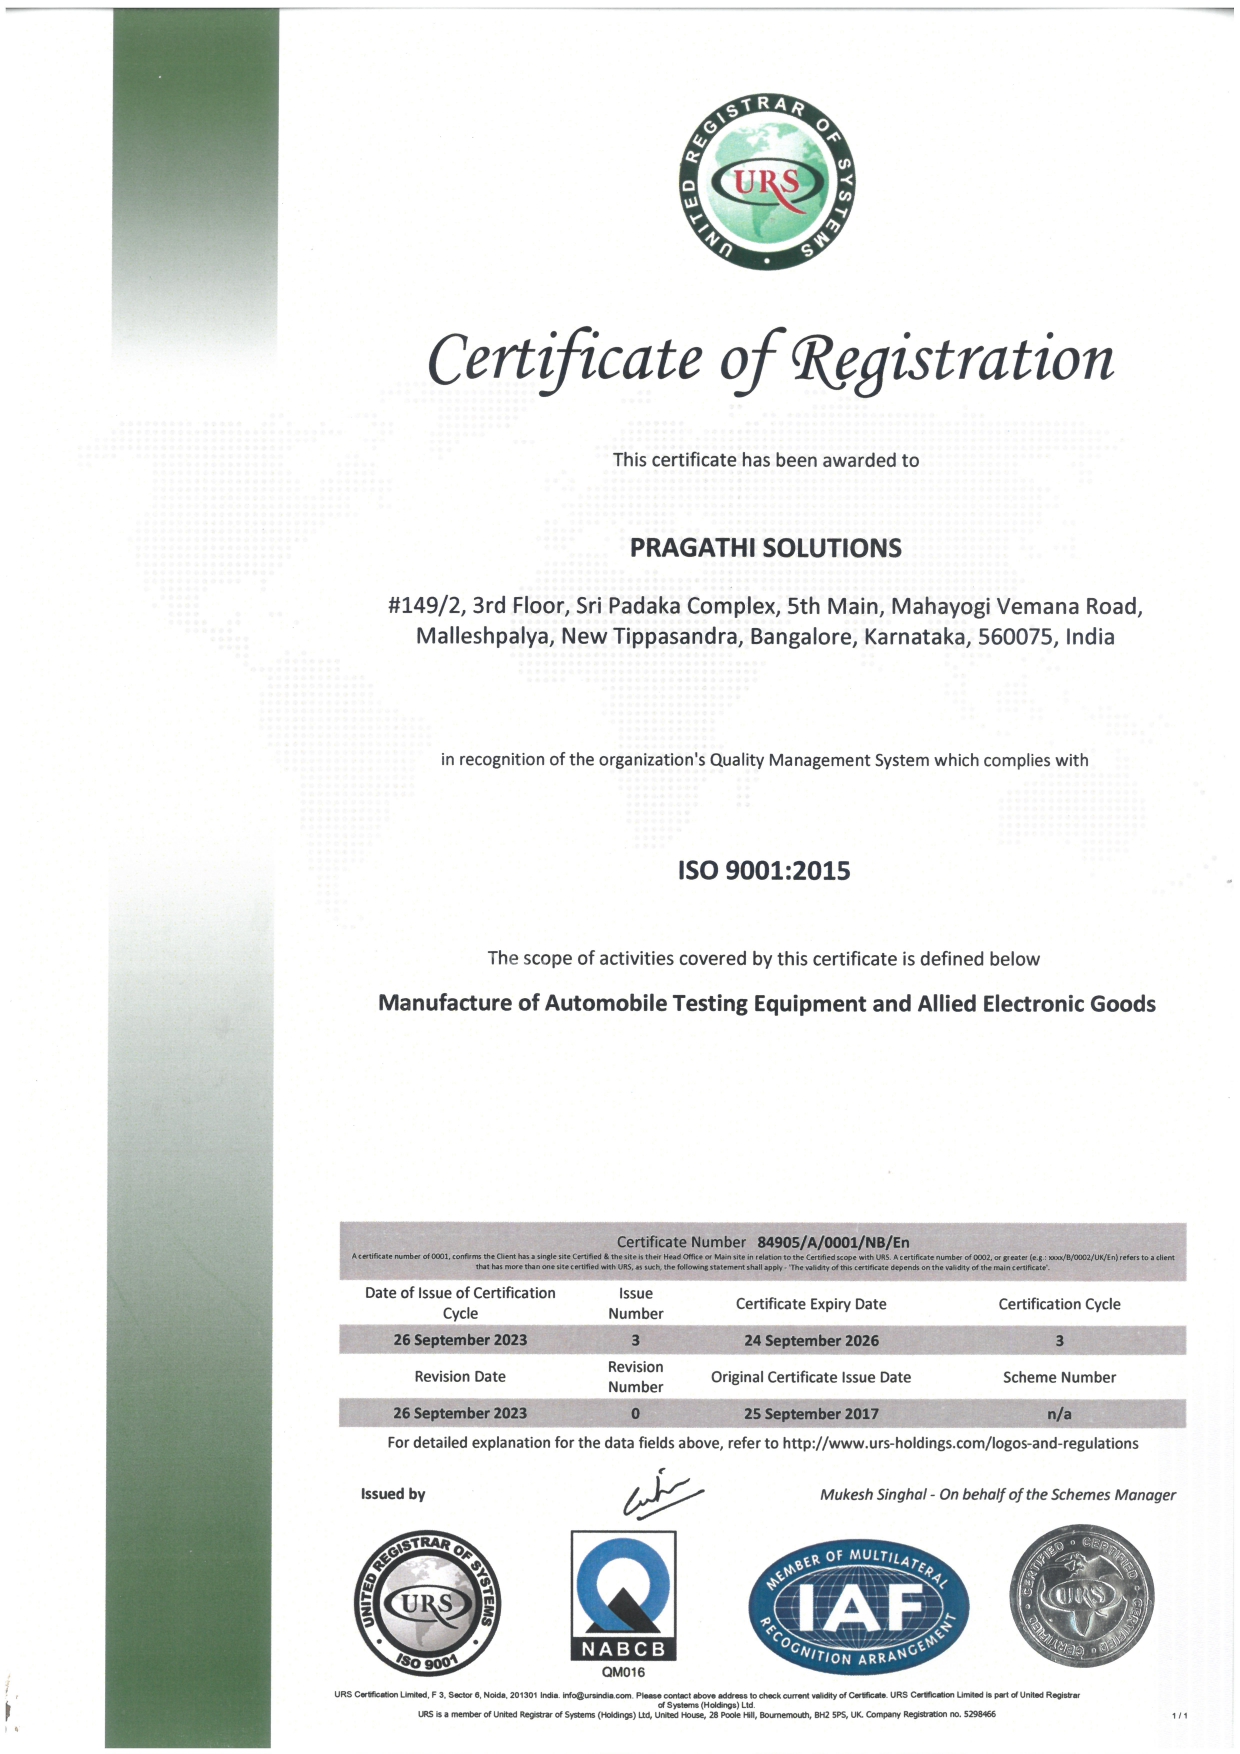 UNITED REGISTRAR OF SYSTEMS
URS
Certificate of Registration
This certificate has been awarded to
PRAGATHI SOLUTIONS
#149/2, 3rd Floor, Sri Padaka Complex, 5th Main, Mahayogi Vemana Road,
Malleshpalya, New Tippasandra, Bangalore, Karnataka, 560075, India
in recognition of the organization's Quality Management System which complies with
ISO 9001:2015
The scope of activities covered by this certificate is defined below
Manufacture of Automobile Testing Equipment and Allied Electronic Goods
Certificate Number 84905/A/0001/NB/En
A certificate number of 0001, confirms the Client has a single site Certified & the site is their Head Office or Main site in relation to the Certified scope with URS. A certificate number of 0002, or greater (e.g.: xxxx/B/0002/UK/En) refers to a client
that has more than one site certified with URS, as such, the following statement shall apply - 'The validity of this certificate depends on the validity of the main certificate'.
Date of Issue of Certification Cycle
Issue Number
Certificate Expiry Date
Certification Cycle
26 September 2023 3 24 September 2026 3
Revision Date
Revision Number
Original Certificate Issue Date
Scheme Number
26 September 2023 0 25 September 2017 n/a
For detailed explanation for the data fields above, refer to http://www.urs-holdings.com/logos-and-regulations
Issued by
Mukesh Singhal - On behalf of the Schemes Manager
UNITED REGISTRAR OF SYSTEMS
URS
ISO 9001
NABCB
QM016
MEMBER OF MULTILATERAL
IAF
RECOGNITION ARRANGEMENT
CERTIFIED • CERTIFIED • CERTIFIED • CERTIFIED
URS
URS Certification Limited, F 3, Sector 6, Noida, 201301 India. info@ursindia.com. Please contact above address to check current validity of Certificate. URS Certification Limited is part of United Registrar
of Systems (Holdings) Ltd.
URS is a member of United Registrar of Systems (Holdings) Ltd, United House, 28 Poole Hill, Bournemouth, BH2 5PS, UK. Company Registration no. 5298466
1 / 1